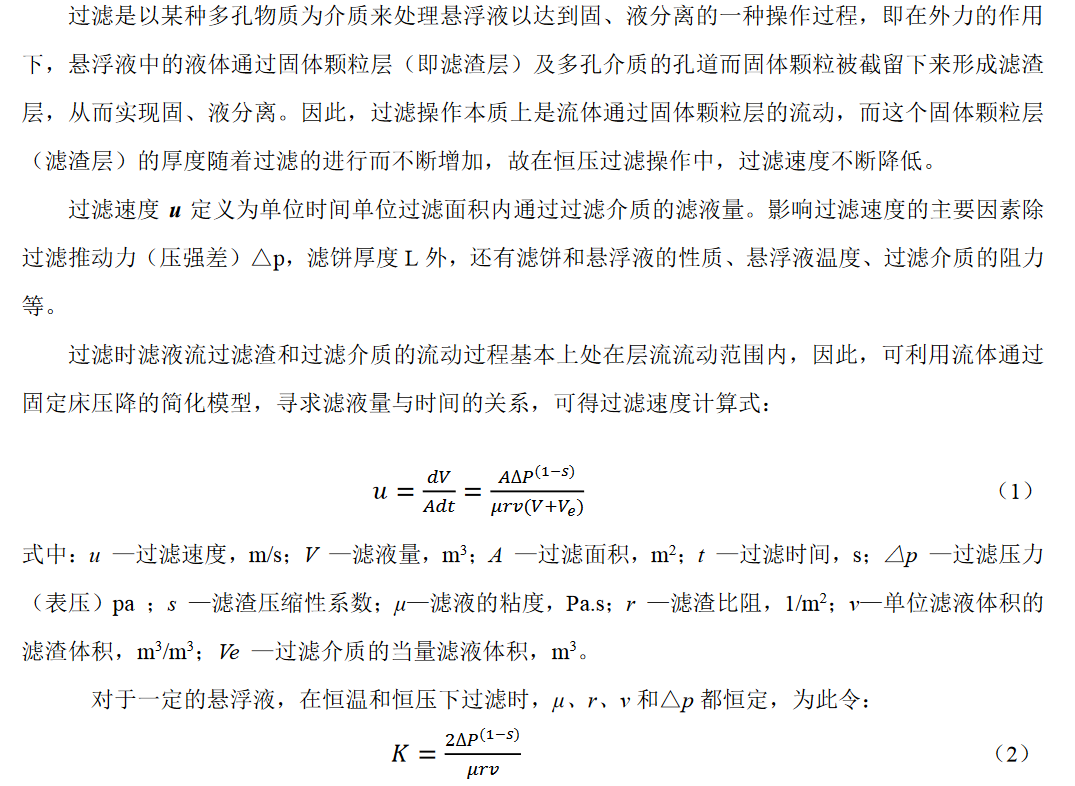 过滤是以某种多孔物质为介质来处理悬浮液以达到固、液分离的一种操作过程，即在外力的作用
下，悬浮液中的液体通过固体颗粒层（即滤渣层）及多孔介质的孔道而固体颗粒被截留下来形成滤渣
层，从而实现固、液分离。因此，过滤操作本质上是流体通过固体颗粒层的流动，而这个固体颗粒层
（滤渣层）的厚度随着过滤的进行而不断增加，故在恒压过滤操作中，过滤速度不断降低。
过滤速度 u 定义为单位时间单位过滤面积内通过过滤介质的滤液量。影响过滤速度的主要因素除
过滤推动力（压强差）△p，滤饼厚度 L 外，还有滤饼和悬浮液的性质、悬浮液温度、过滤介质的阻力
等。
过滤时滤液流过滤渣和过滤介质的流动过程基本上处在层流流动范围内，因此，可利用流体通过
固定床压降的简化模型，寻求滤液量与时间的关系，可得过滤速度计算式：
u = dV/Adt = AΔP^(1−s)/μrv(V+Ve) （1）
式中：u —过滤速度，m/s；V —滤液量，m³；A —过滤面积，m²；t —过滤时间，s；△p —过滤压力
（表压）pa ；s —滤渣压缩性系数；μ—滤液的粘度，Pa.s；r —滤渣比阻，1/m²；v—单位滤液体积的
滤渣体积，m³/m³；Ve —过滤介质的当量滤液体积，m³。
对于一定的悬浮液，在恒温和恒压下过滤时，μ、r、v 和△p 都恒定，为此令：
K = 2ΔP^(1−s)/μrv （2）